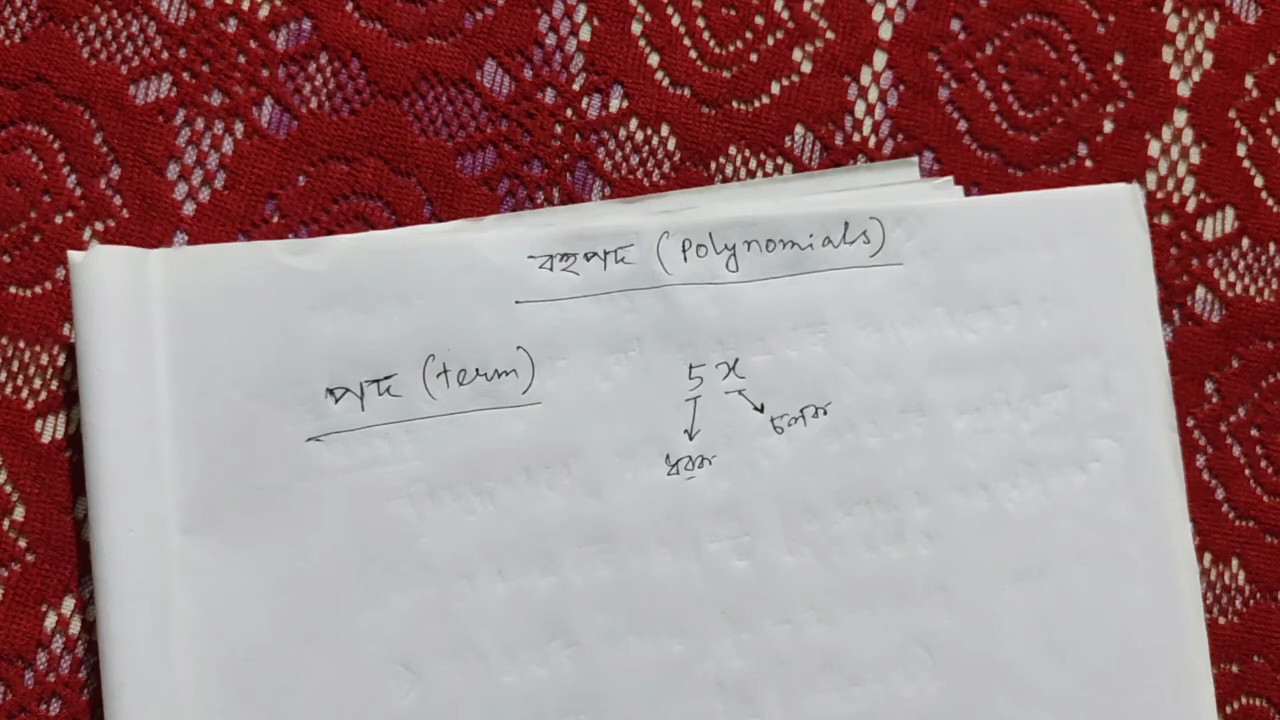 বহুপদ (Polynomials)
পদ (term)
5x
চলক
ধ্রুবক